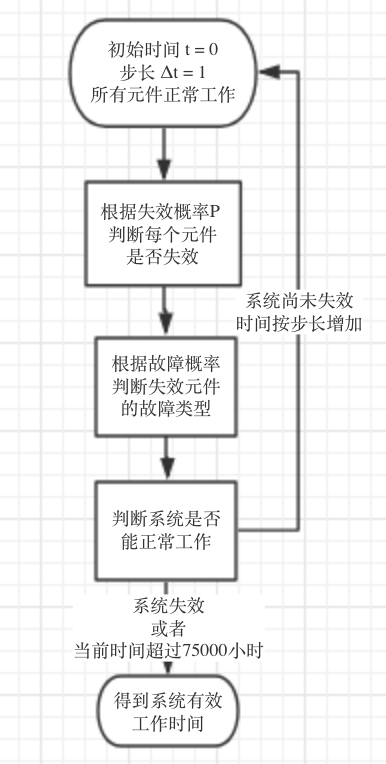 初始时间 t = 0
步长 Δt = 1
所有元件正常工作
根据失效概率P
判断每个元件
是否失效
系统尚未失效
时间按步长增加
根据故障概率
判断失效元件
的故障类型
判断系统是否
能正常工作
系统失效
或者
当前时间超过75000小时
得到系统有效
工作时间